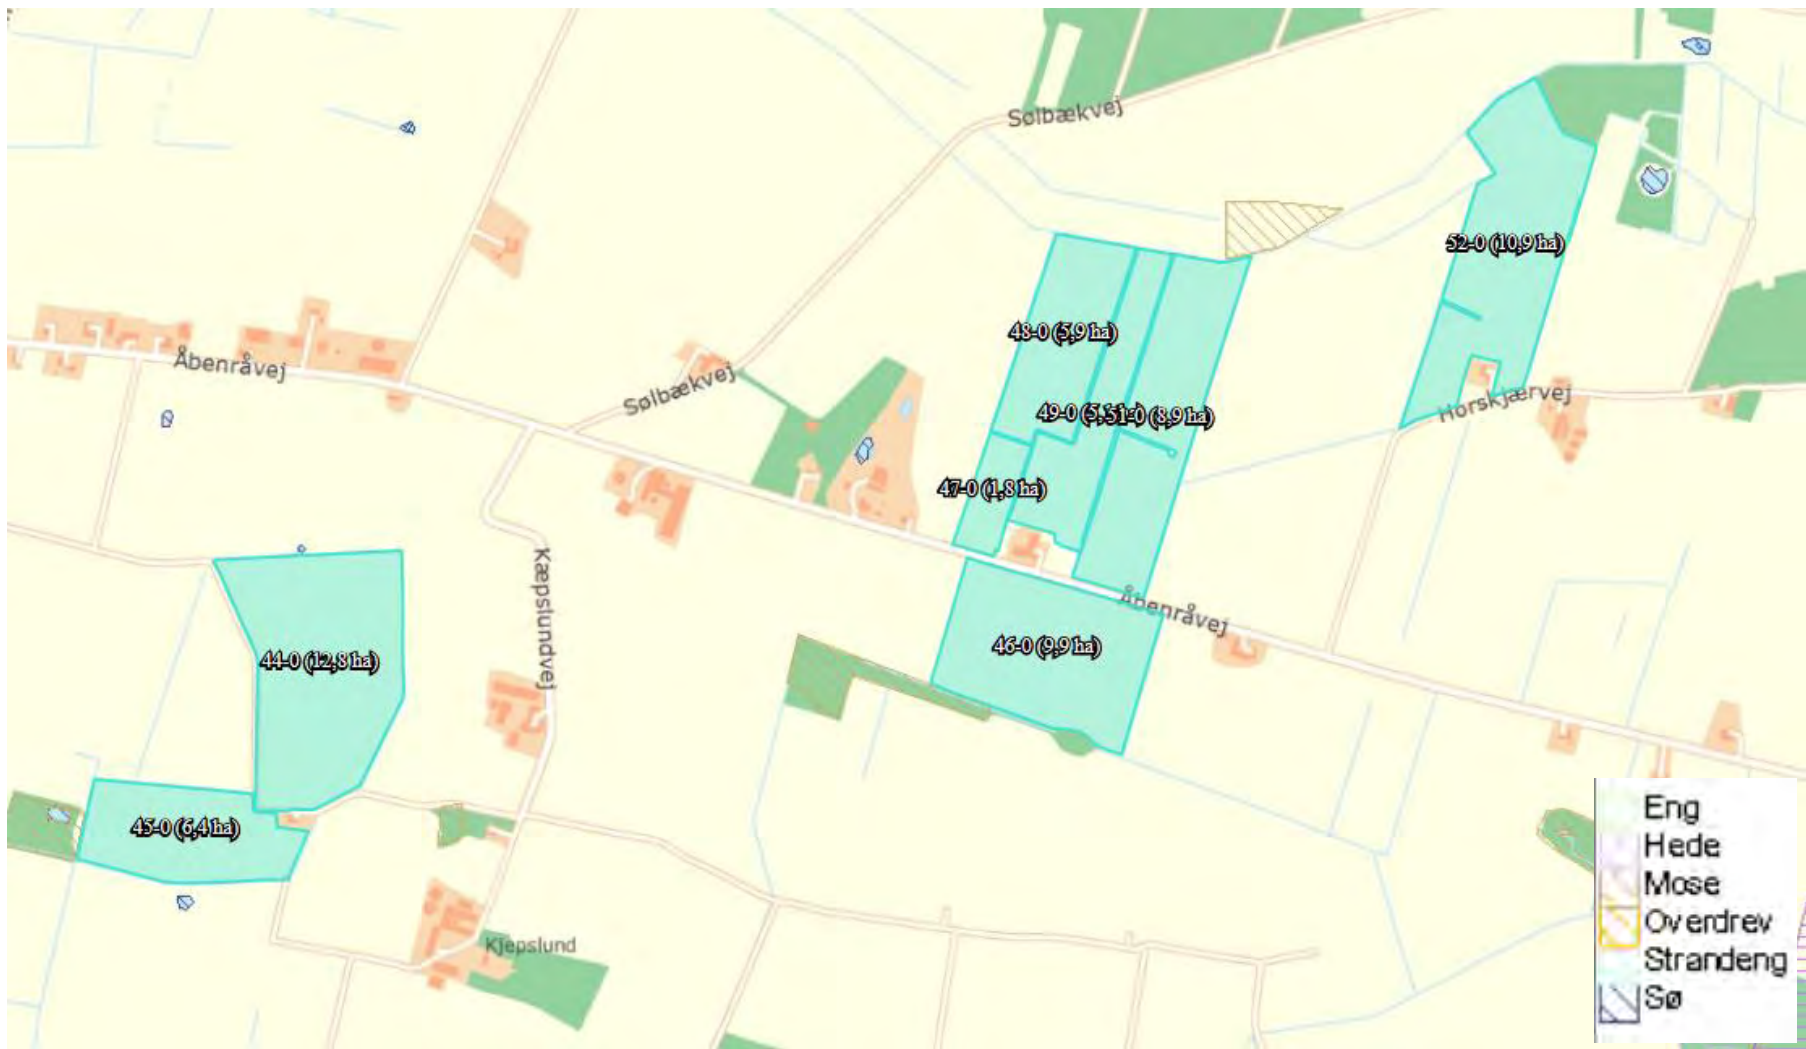 Sølbækvej
52-0 (10,9 ha)
48-0 (5,9 ha)
Åbenråvej
Sølbækvej
Horskjærvej
49-0 (5,
51-0 (8,9 ha)
47-0 (1,8 ha)
Kæpslundvej
Åbenråvej
46-0 (9,9 ha)
44-0 (12,8 ha)
45-0 (6,4 ha)
Kjepslund
Eng
Hede
Mose
Overdrev
Strandeng
Sø